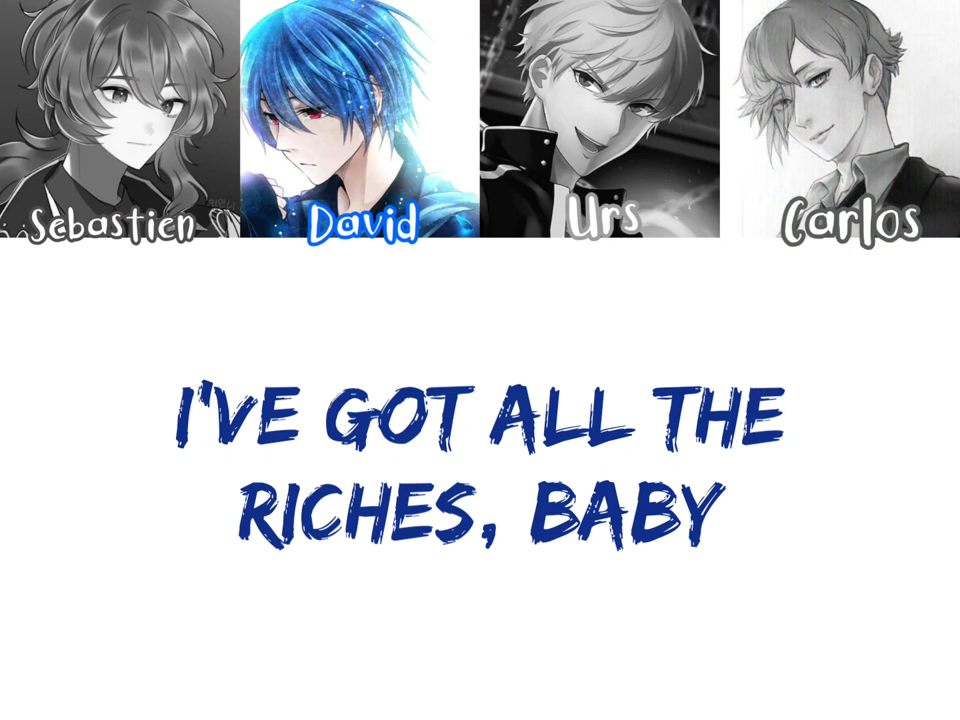 Sebastien
David
Urs
Carlos
I'VE GOT ALL THE
RICHES, BABY